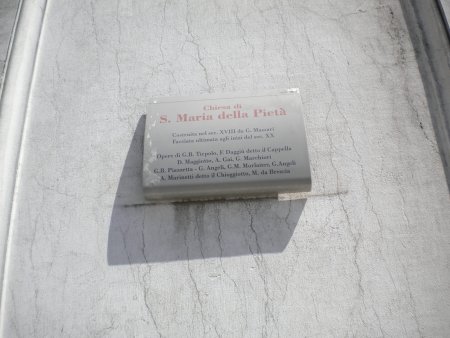 Chiesa di
S. Maria della Pietà
Costruita nel sec. XVIII da G. Massari
Facciata ultimata agli inizi del sec. XX
Opere di G.B. Tiepolo, F. Daggiù detto il Cappella
D. Maggiotto, A. Gai, G. Marchiori
G.B. Piazzetta - G. Angeli, C.M. Morlaiter, G. Angeli
A. Marinetti detto il Chioggiotto, M. da Brescia